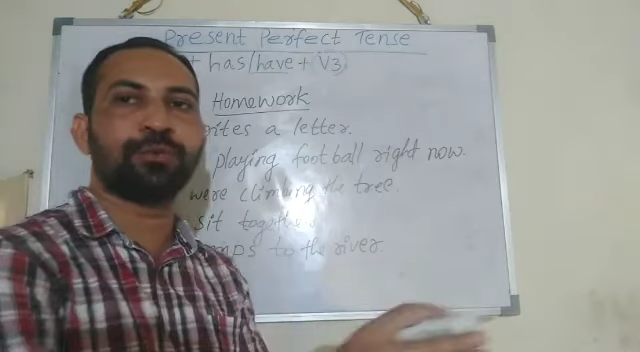 Present Perfect Tense
+ has/have + (V3)
Homework
rites a letter.
playing football right now.
were climbing the tree.
sit together
to the river.